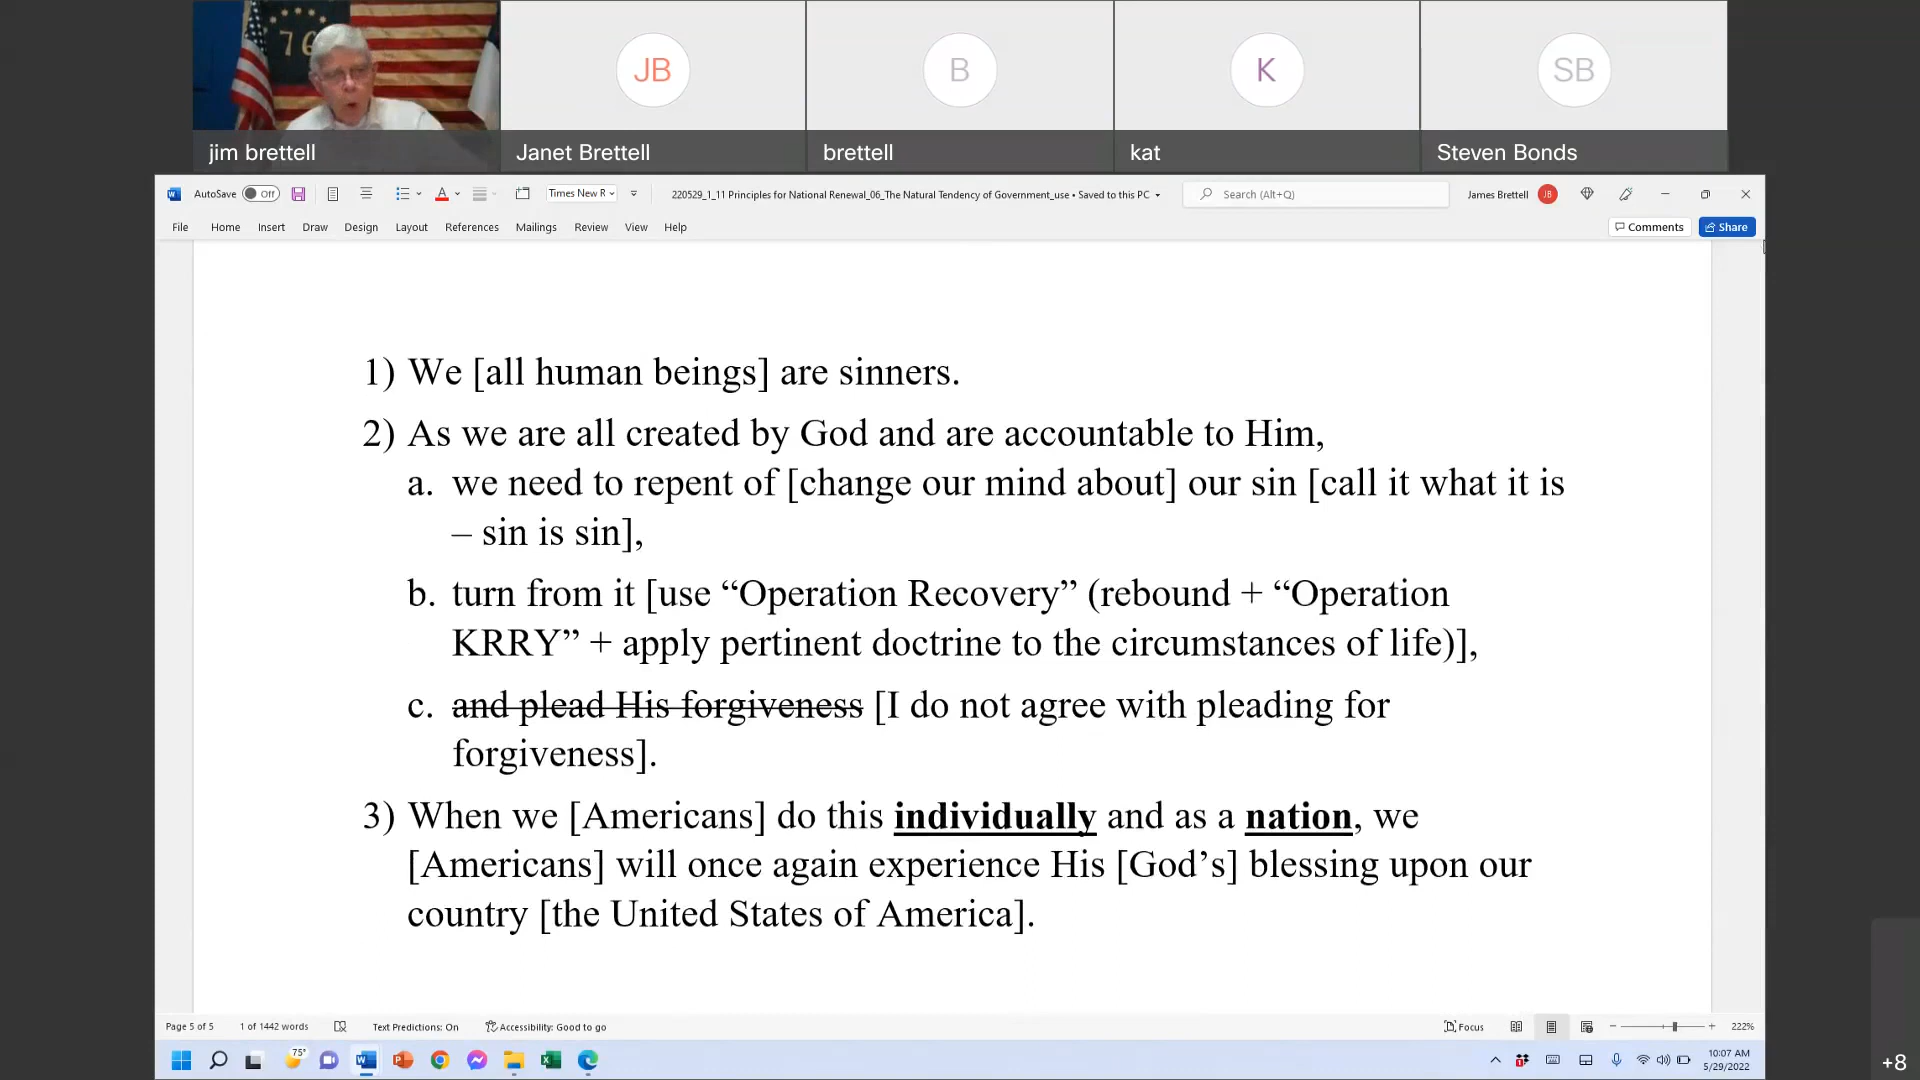 76
JB
B
K
SB
jim brettell
Janet Brettell
brettell
kat
Steven Bonds
AutoSave Off
Times New R
220529_1_11 Principles for National Renewal_06_The Natural Tendency of Government_use • Saved to this PC
Search (Alt+Q)
James Brettell JB
File Home Insert Draw Design Layout References Mailings Review View Help
Comments Share
1) We [all human beings] are sinners.
2) As we are all created by God and are accountable to Him,
a. we need to repent of [change our mind about] our sin [call it what it is
– sin is sin],
b. turn from it [use “Operation Recovery” (rebound + “Operation
KRRY” + apply pertinent doctrine to the circumstances of life)],
c. and plead His forgiveness [I do not agree with pleading for
forgiveness].
3) When we [Americans] do this individually and as a nation, we
[Americans] will once again experience His [God’s] blessing upon our
country [the United States of America].
Page 5 of 5 1 of 1442 words Text Predictions: On Accessibility: Good to go Focus 222%
75°
10:07 AM
5/29/2022
+8